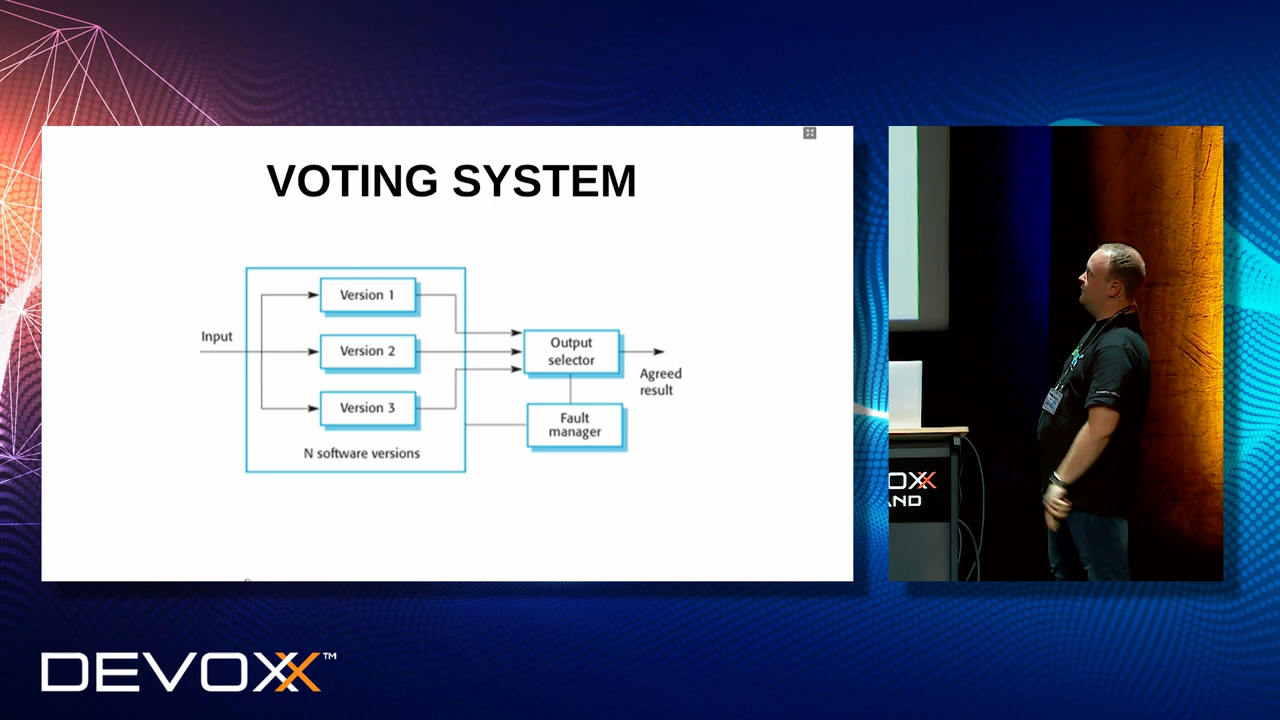 VOTING SYSTEM
Input
Version 1
Version 2
Version 3
N software versions
Output
selector
Fault
manager
Agreed
result
OXX
AND
DEVOXX™